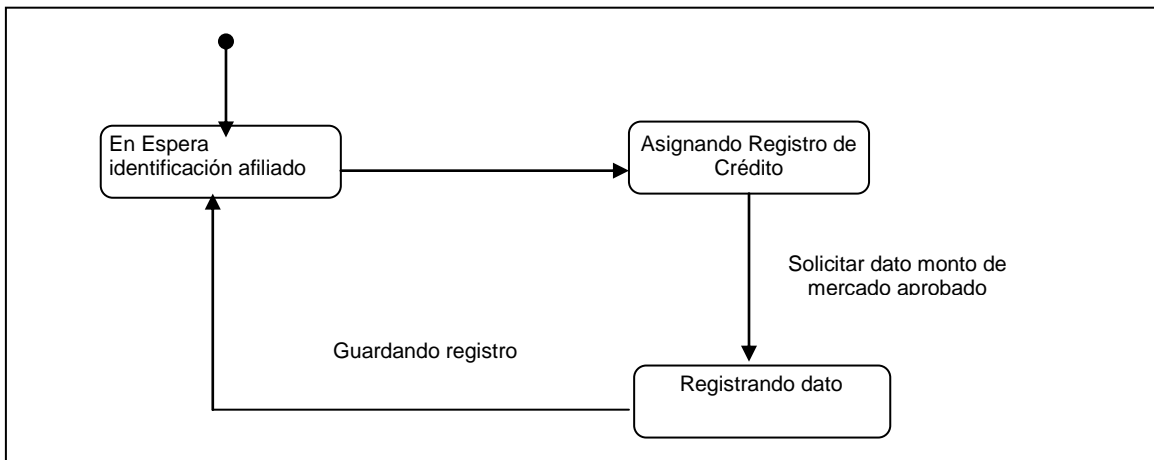 En Espera
identificación afiliado
Asignando Registro de
Crédito
Solicitar dato monto de
mercado aprobado
Guardando registro
Registrando dato